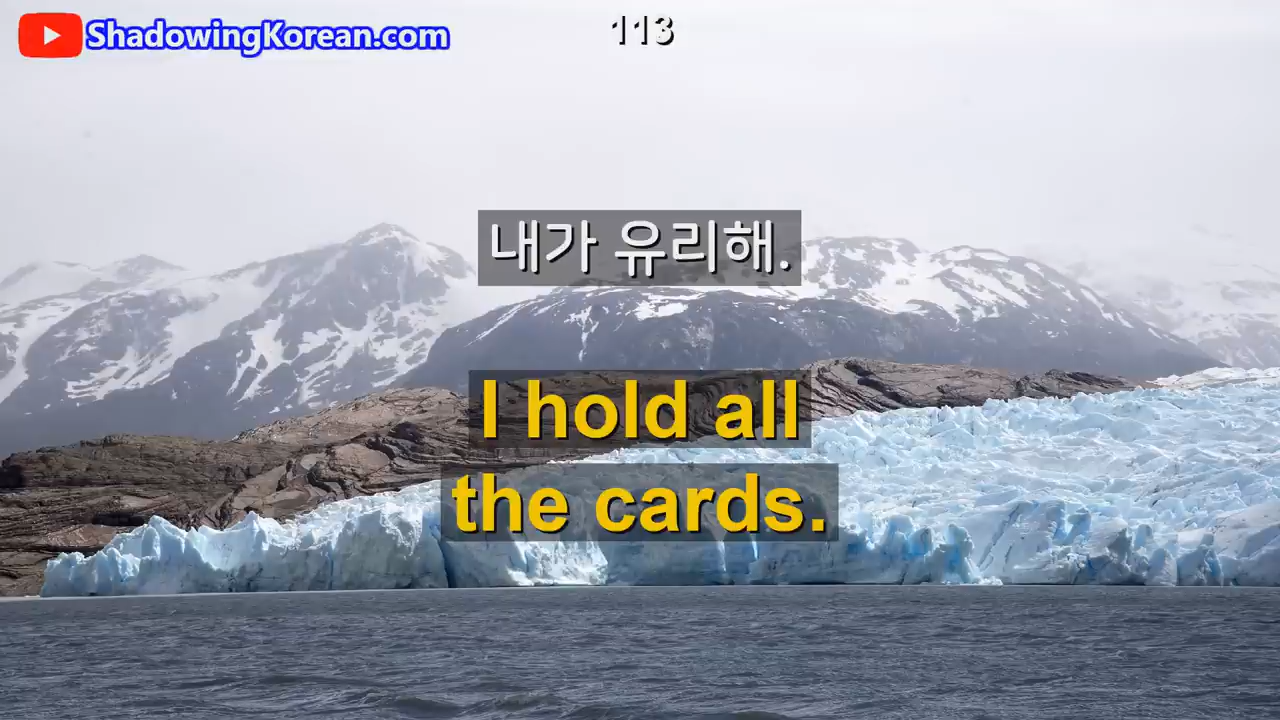 ShadowingKorean.com
113
내가 유리해.
I hold all
the cards.